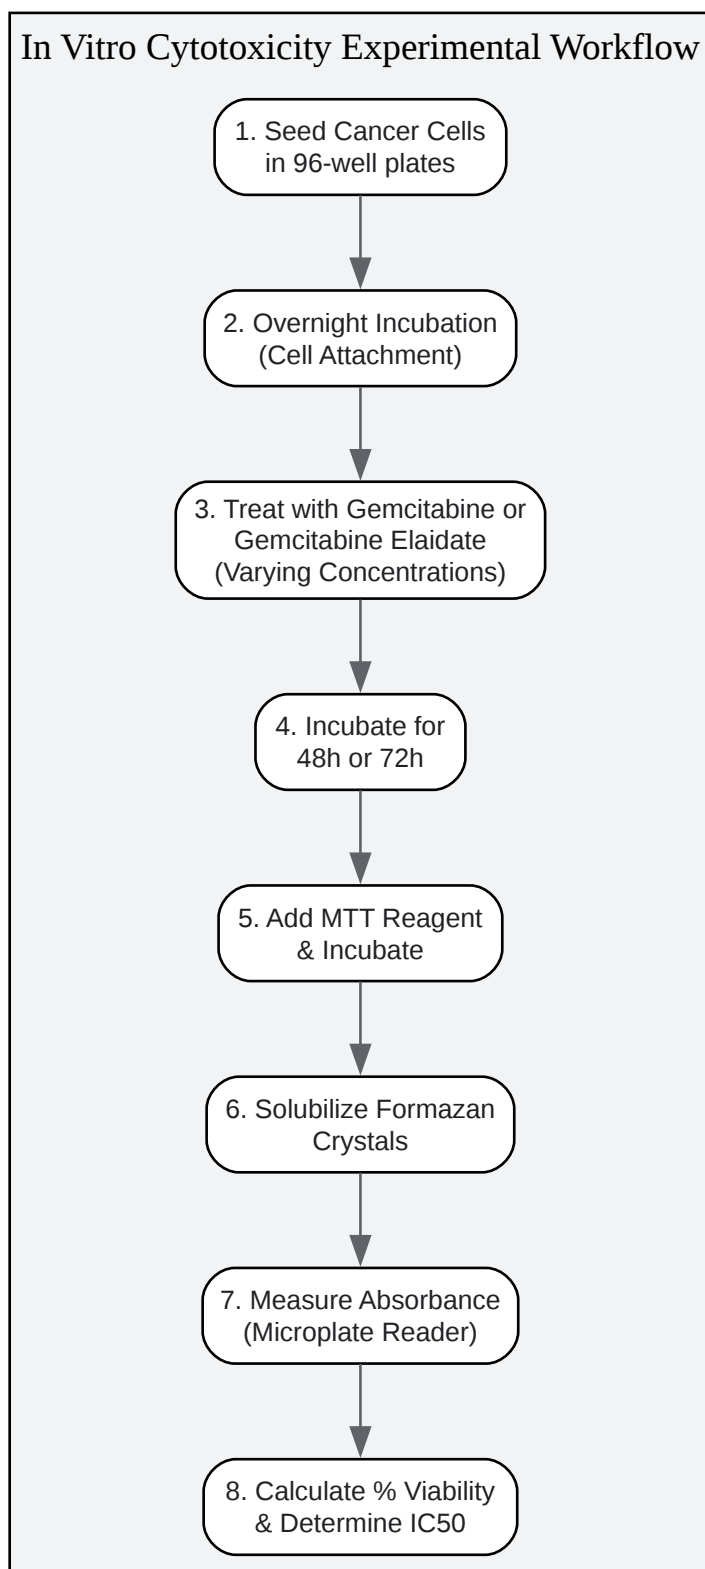 In Vitro Cytotoxicity Experimental Workflow
1. Seed Cancer Cells
in 96-well plates
2. Overnight Incubation
(Cell Attachment)
3. Treat with Gemcitabine or
Gemcitabine Elaidate
(Varying Concentrations)
4. Incubate for
48h or 72h
5. Add MTT Reagent
& Incubate
6. Solubilize Formazan
Crystals
7. Measure Absorbance
(Microplate Reader)
8. Calculate % Viability
& Determine IC50